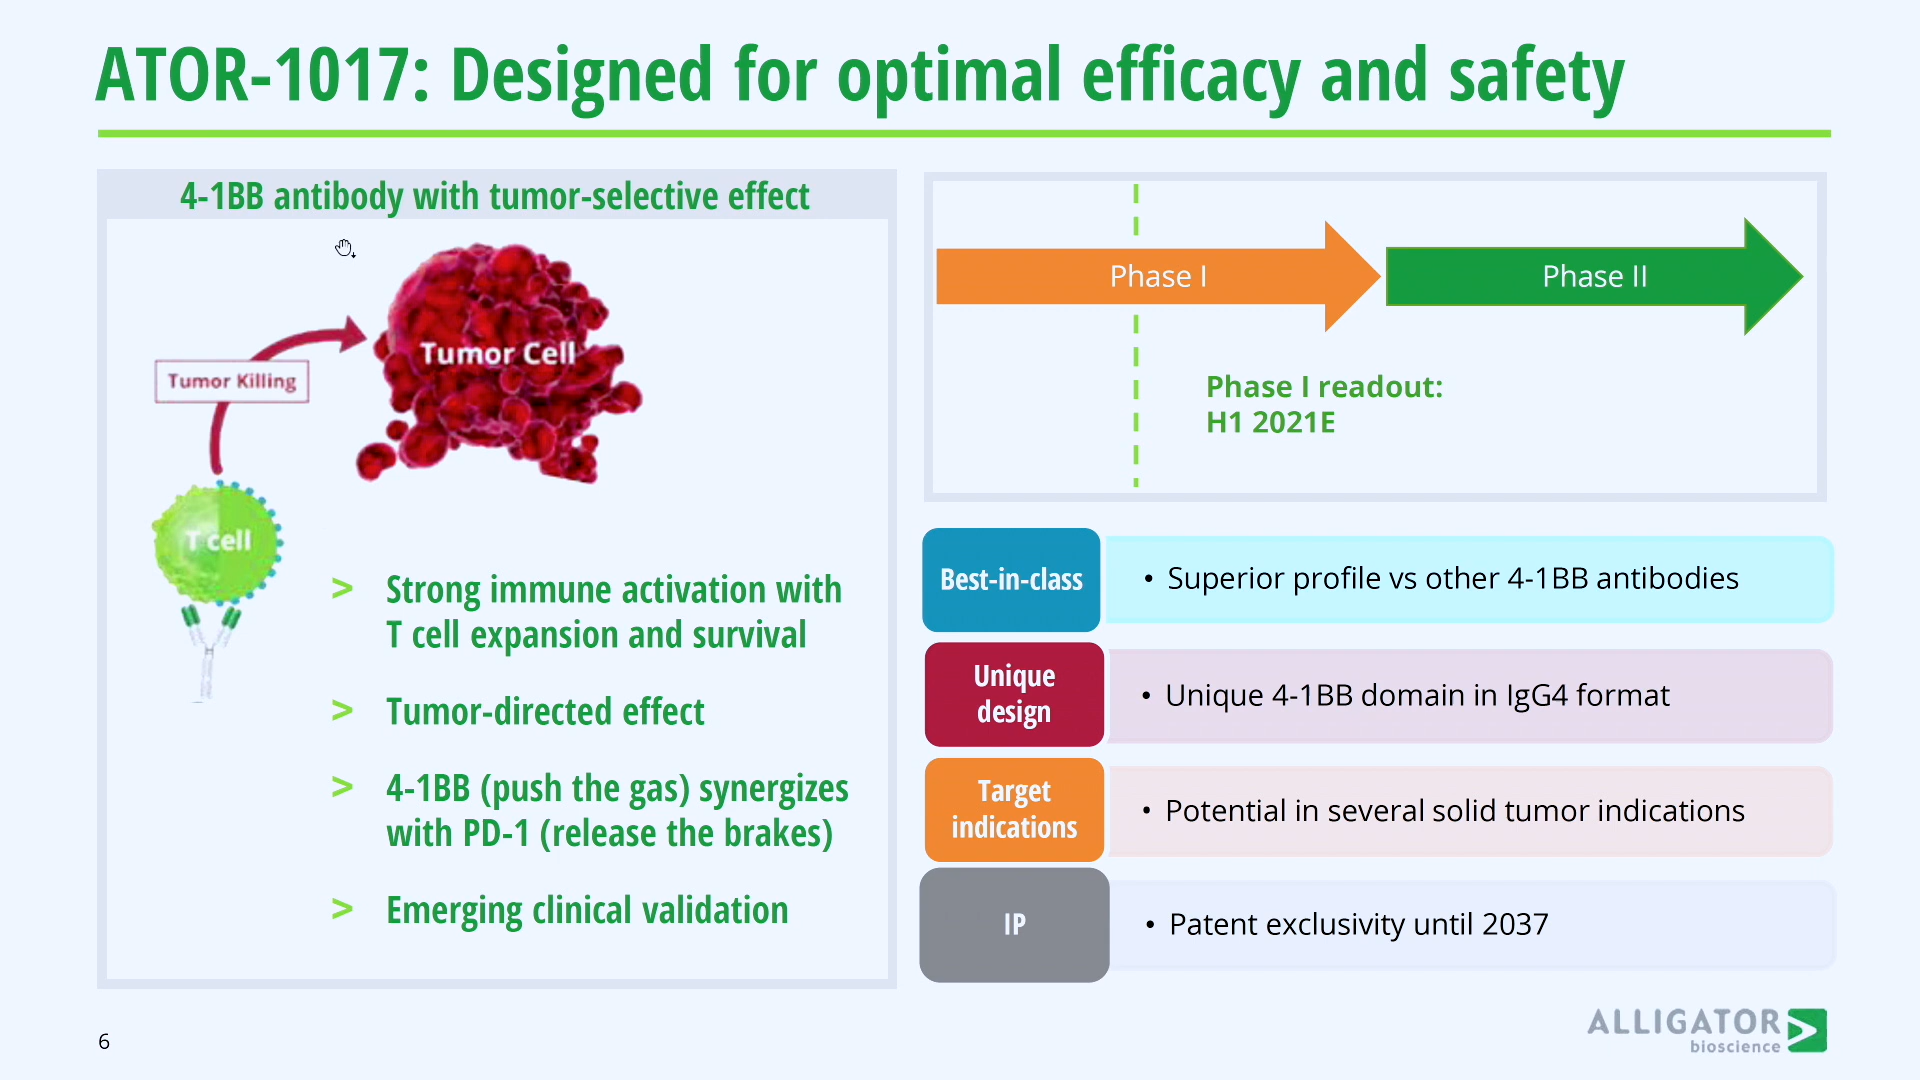 ATOR-1017: Designed for optimal efficacy and safety
4-1BB antibody with tumor-selective effect
Tumor Cell
Tumor Killing
T cell
> Strong immune activation with
T cell expansion and survival
> Tumor-directed effect
> 4-1BB (push the gas) synergizes
with PD-1 (release the brakes)
> Emerging clinical validation
Phase I
Phase II
Phase I readout:
H1 2021E
Best-in-class
• Superior profile vs other 4-1BB antibodies
Unique
design
• Unique 4-1BB domain in IgG4 format
Target
indications
• Potential in several solid tumor indications
IP
• Patent exclusivity until 2037
6
ALLIGATOR
bioscience